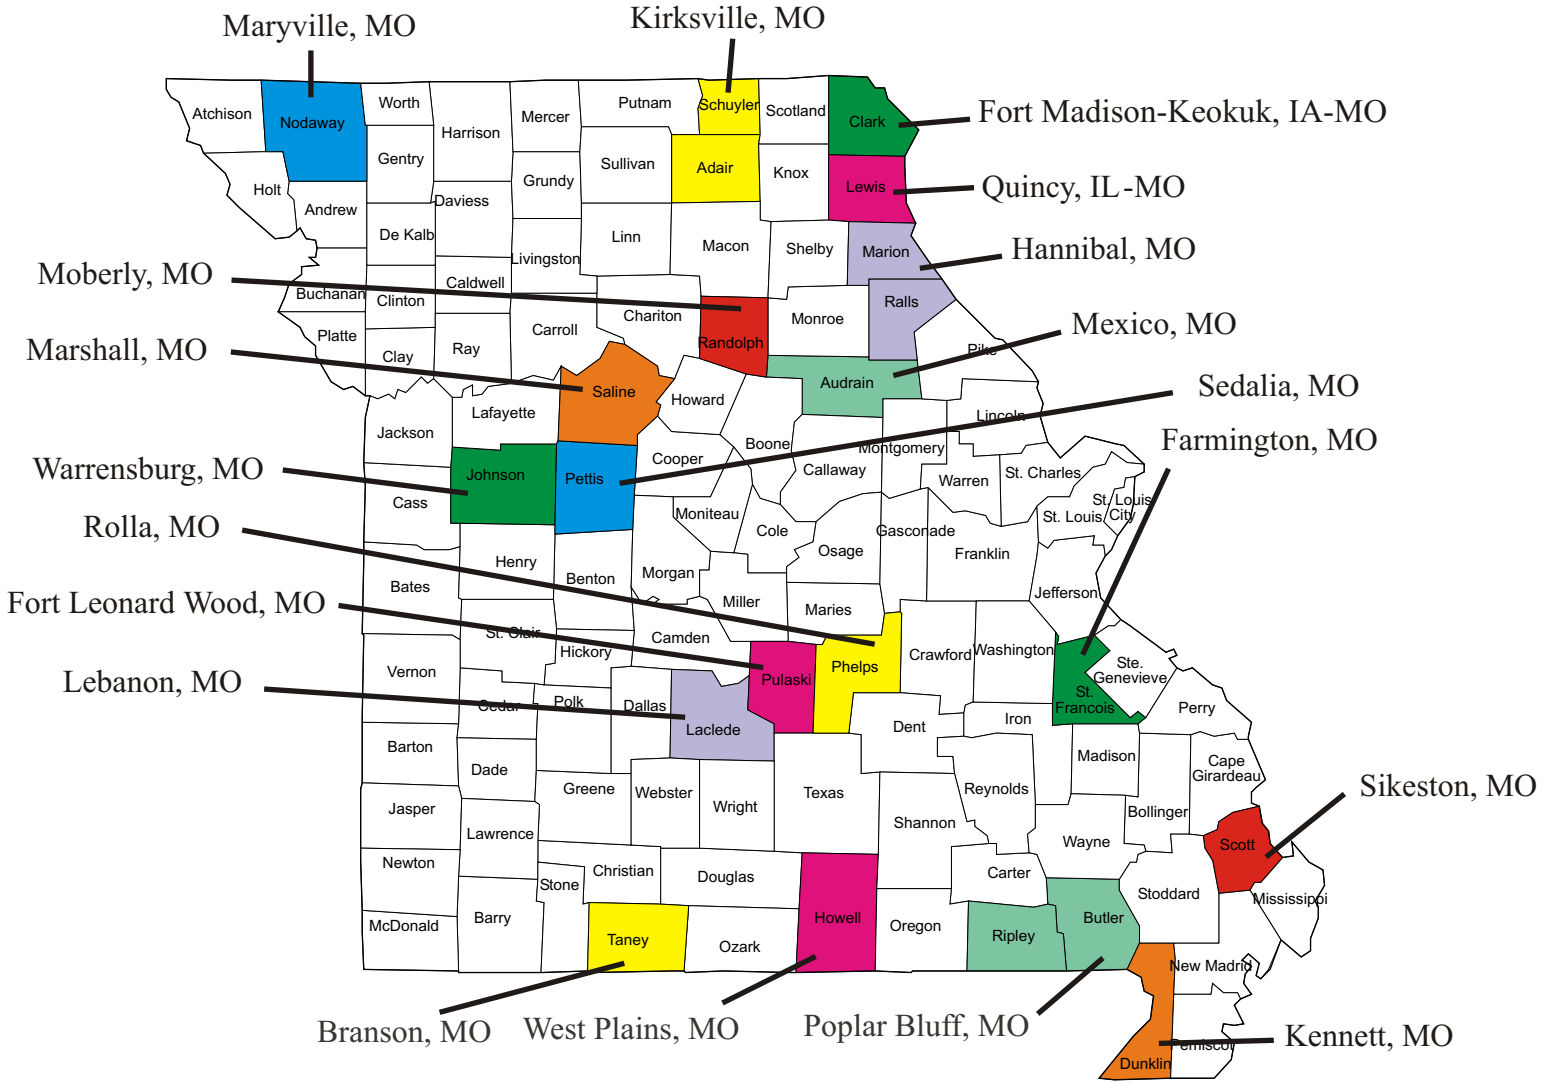 Maryville, MO
Kirksville, MO
Fort Madison-Keokuk, IA-MO
Quincy, IL-MO
Hannibal, MO
Moberly, MO
Mexico, MO
Marshall, MO
Sedalia, MO
Farmington, MO
Warrensburg, MO
Rolla, MO
Fort Leonard Wood, MO
Lebanon, MO
Sikeston, MO
Branson, MO
West Plains, MO
Poplar Bluff, MO
Kennett, MO
Atchison
Nodaway
Worth
Harrison
Mercer
Putnam
Schuyler
Scotland
Clark
Gentry
Sullivan
Adair
Knox
Lewis
Holt
Andrew
Daviess
Grundy
De Kalb
Linn
Macon
Shelby
Marion
Livingston
Buchanan
Clinton
Caldwell
Chariton
Randolph
Monroe
Ralls
Platte
Clay
Ray
Carroll
Pike
Saline
Audrain
Howard
Lafayette
Jackson
Lincoln
Boone
Montgomery
Cooper
Callaway
Johnson
Pettis
Warren
St. Charles
Cass
Moniteau
Cole
Gasconade
St. Louis
St. Louis
City
Osage
Franklin
Henry
Benton
Morgan
Bates
Jefferson
Miller
Maries
St. Clair
Hickory
Camden
Vernon
Pulaski
Phelps
Crawford
Washington
Ste.
Genevieve
St.
Francois
Cedar
Polk
Dallas
Laclede
Dent
Iron
Perry
Barton
Dade
Madison
Cape
Girardeau
Jasper
Greene
Webster
Wright
Texas
Reynolds
Bollinger
Lawrence
Shannon
Wayne
Scott
Newton
Stone
Christian
Douglas
Carter
Stoddard
Mississippi
McDonald
Barry
Taney
Ozark
Howell
Oregon
Ripley
Butler
New Madrid
Dunklin
Pemiscot